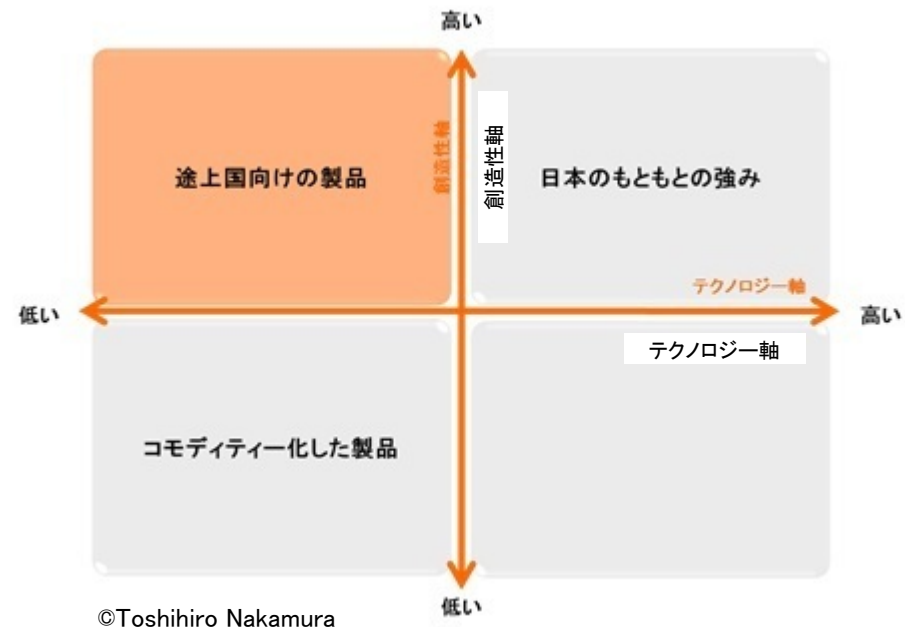 高い
創造性軸
創造性軸
途上国向けの製品
日本のもともとの強み
テクノロジー軸
低い
高い
テクノロジー軸
コモディティー化した製品
低い
©Toshihiro Nakamura